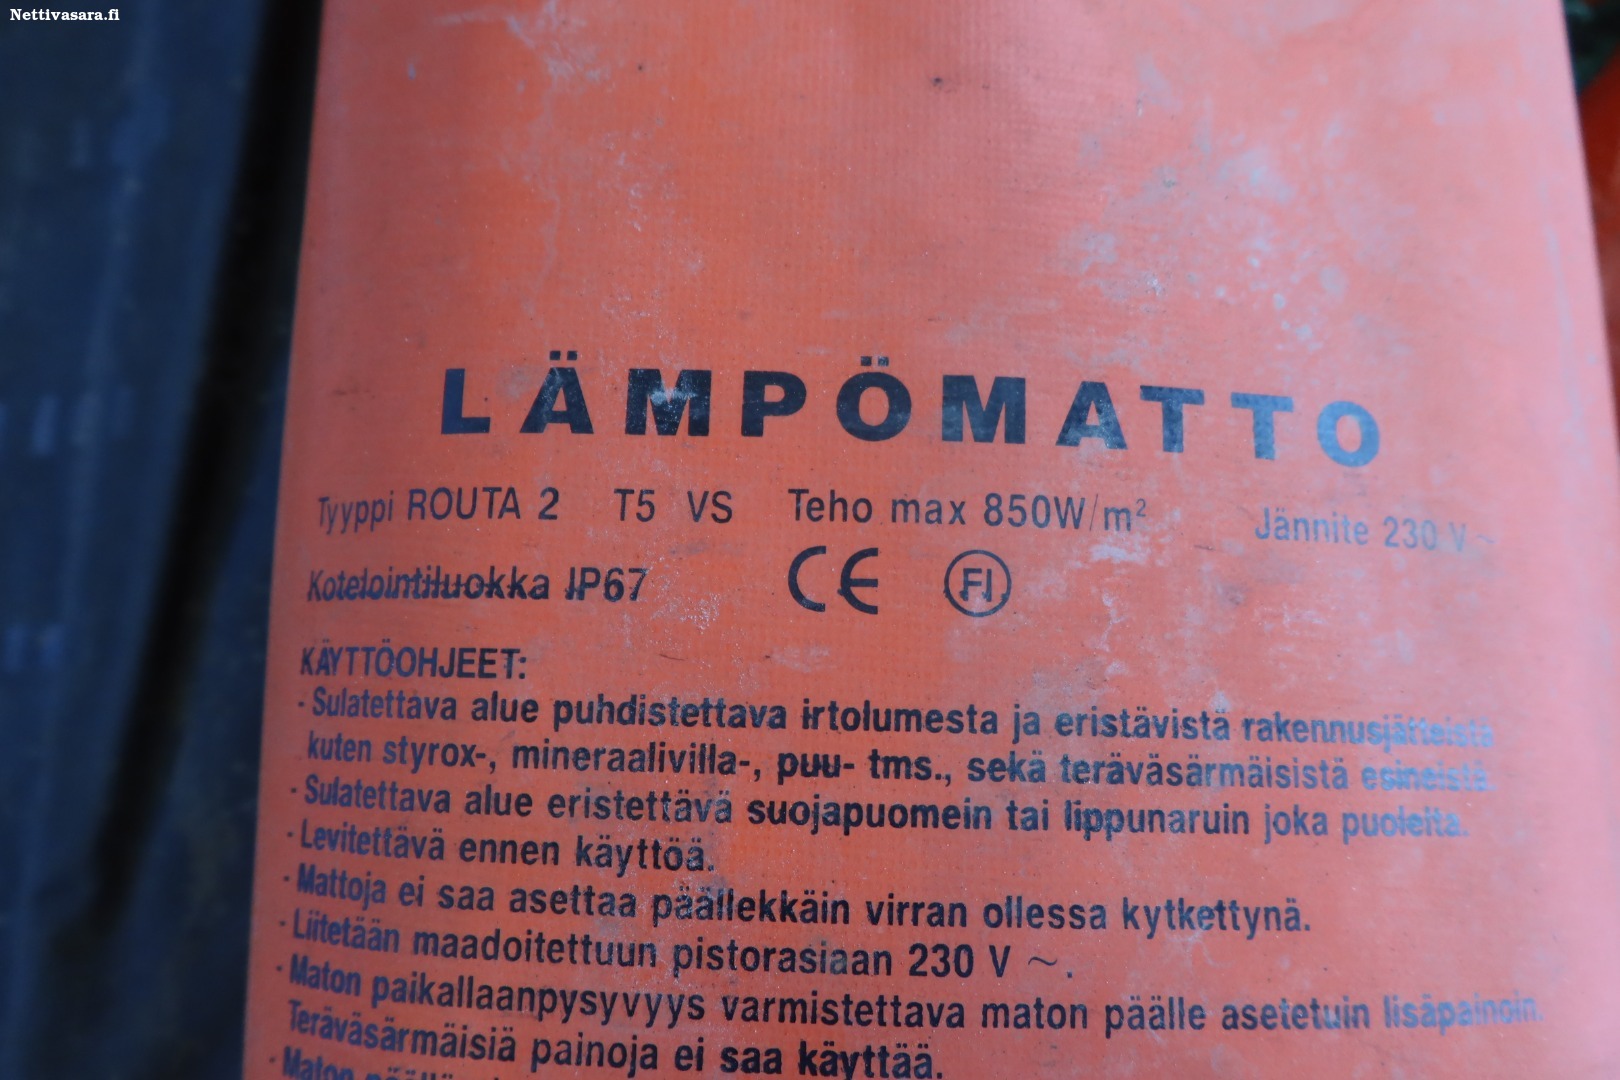 Nettivasara.fi
LÄMPÖMATTO
Tyyppi ROUTA 2 T5 VS Teho max 850W/m² Jännite 230 V ~
Kotelointiluokka IP67 CE FI
KÄYTTÖOHJEET:
· Sulatettava alue puhdistettava irtolumesta ja eristävistä rakennusjätteistä
kuten styrox-, mineraalivilla-, puu- tms., sekä teräväsärmäisistä esineistä.
· Sulatettava alue eristettävä suojapuomein tai lippunaruin joka puolelta.
· Levitettävä ennen käyttöä.
· Mattoja ei saa asettaa päällekkäin virran ollessa kytkettynä.
· Liitetään maadoitettuun pistorasiaan 230 V ~.
· Maton paikallaanpysyvyys varmistettava maton päälle asetetuin lisäpainoin.
Teräväsärmäisiä painoja ei saa käyttää.
· Maton